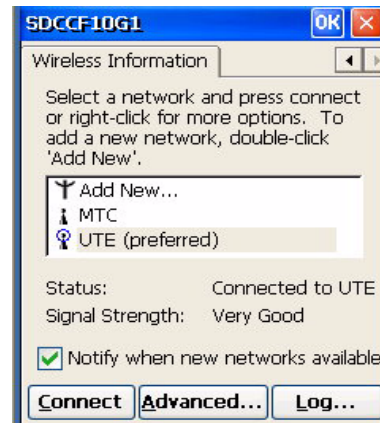 SDCCF10G1 OK
Wireless Information
Select a network and press connect
or right-click for more options. To
add a new network, double-click
'Add New'.
Add New...
MTC
UTE (preferred)
Status: Connected to UTE
Signal Strength: Very Good
Notify when new networks available
Connect Advanced... Log...